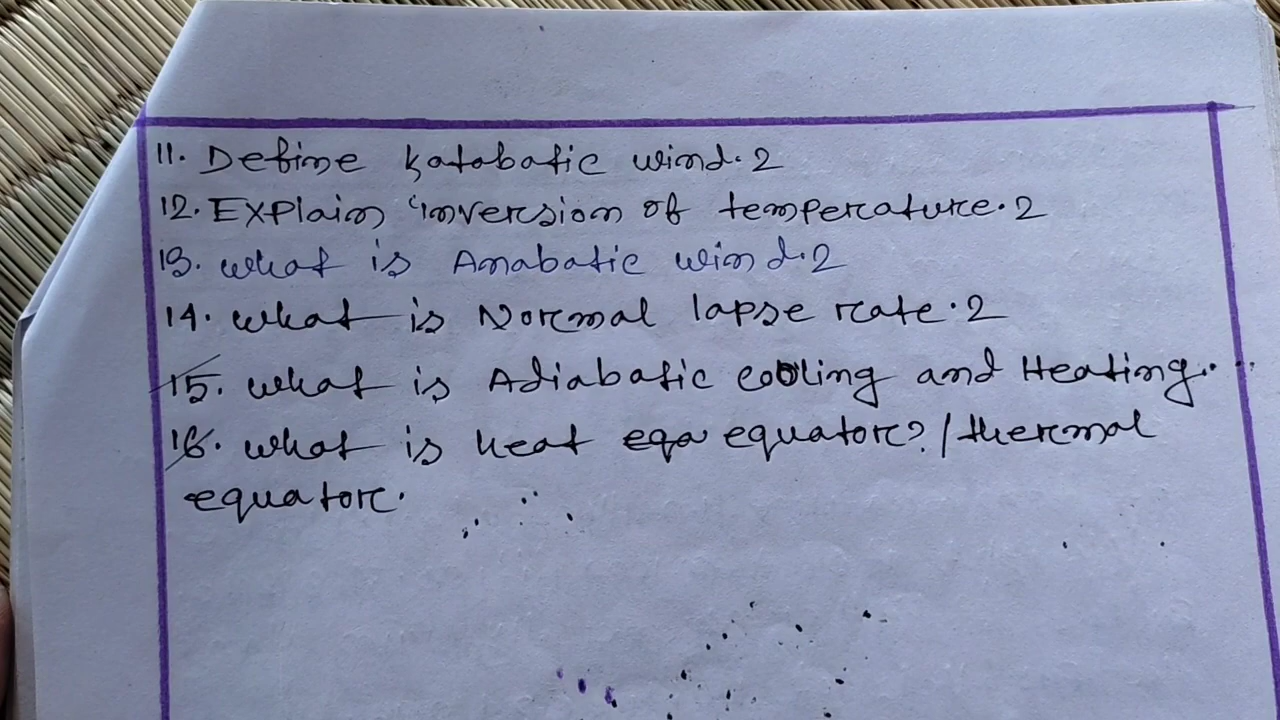 11. Define katabatic wind. 2
12. Explain inversion of temperature. 2
13. what is Anabatic wind. 2
14. what is Normal lapse rate. 2
15. what is Adiabatic cooling and Heating.
16. what is heat equator? / thermal
equator.